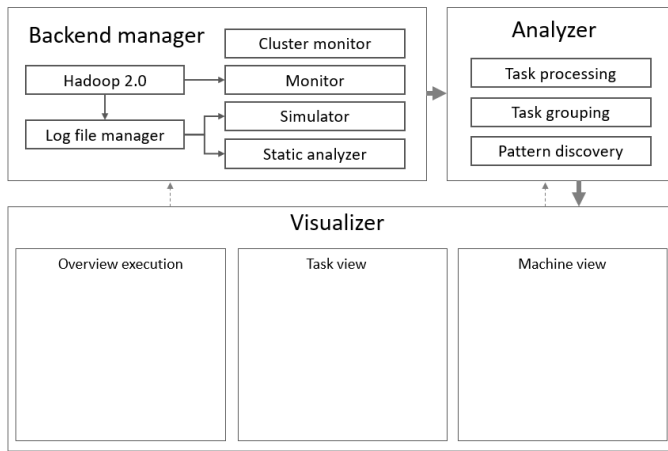 Backend manager
Cluster monitor
Hadoop 2.0
Monitor
Simulator
Log file manager
Static analyzer
Analyzer
Task processing
Task grouping
Pattern discovery
Visualizer
Overview execution
Task view
Machine view